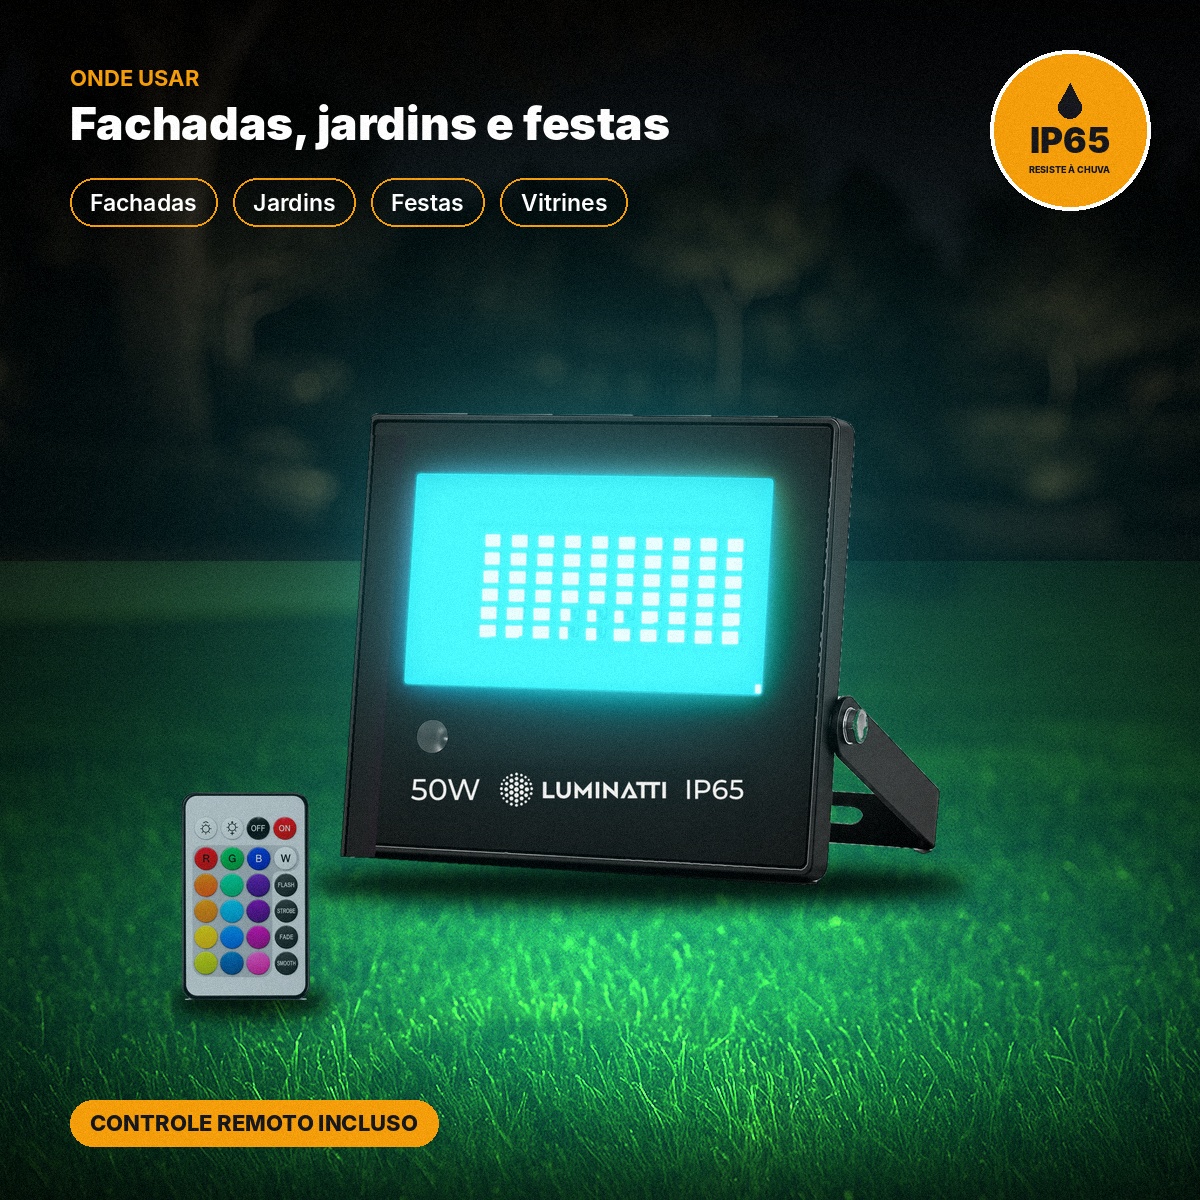 ONDE USAR
Fachadas, jardins e festas
Fachadas Jardins Festas Vitrines
IP65
RESISTE À CHUVA
50W LUMINATTI IP65
OFF ON
R G B W
FLASH
STROBE
FADE
SMOOTH
CONTROLE REMOTO INCLUSO